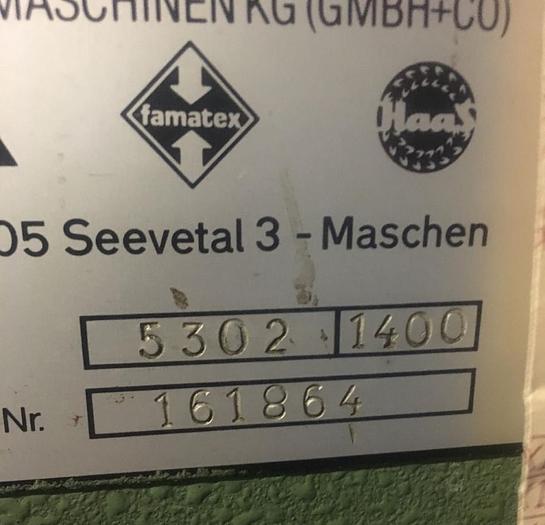 MASCHINEN KG (GMBH+CO)
famatex
Haas
05 Seevetal 3 - Maschen
5302 1400
Nr. 161864